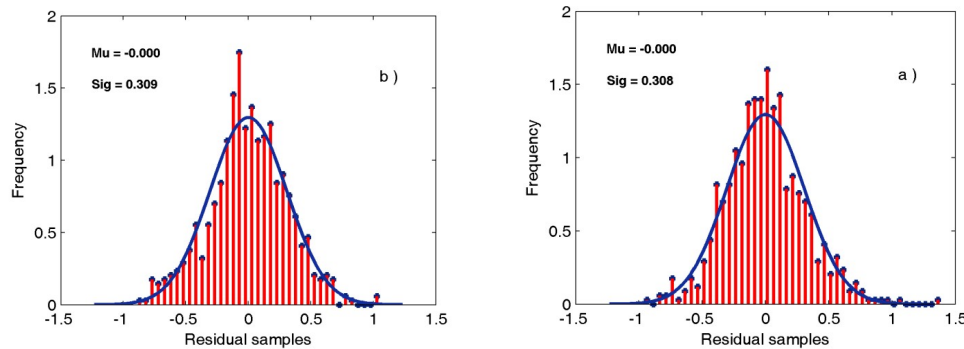 2
1.5
1
0.5
0
Frequency
Mu = -0.000
Sig = 0.309
b )
-1.5
-1
-0.5
0
0.5
1
1.5
Residual samples
2
1.5
1
0.5
0
Frequency
Mu = -0.000
Sig = 0.308
a )
-1.5
-1
-0.5
0
0.5
1
1.5
Residual samples